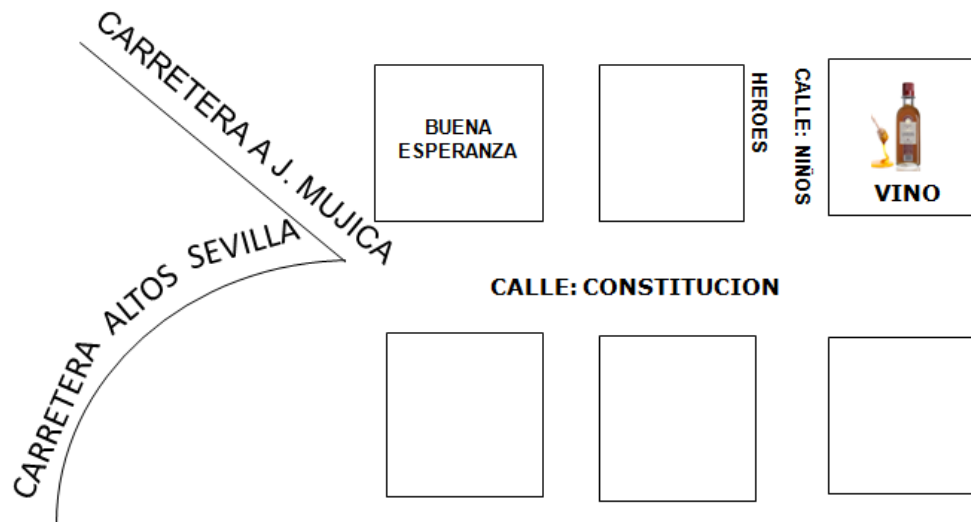 CARRETERA A J. MUJICA
CARRETERA ALTOS SEVILLA
BUENA
ESPERANZA
HEROES
CALLE: NIÑOS
VINO
CALLE: CONSTITUCION